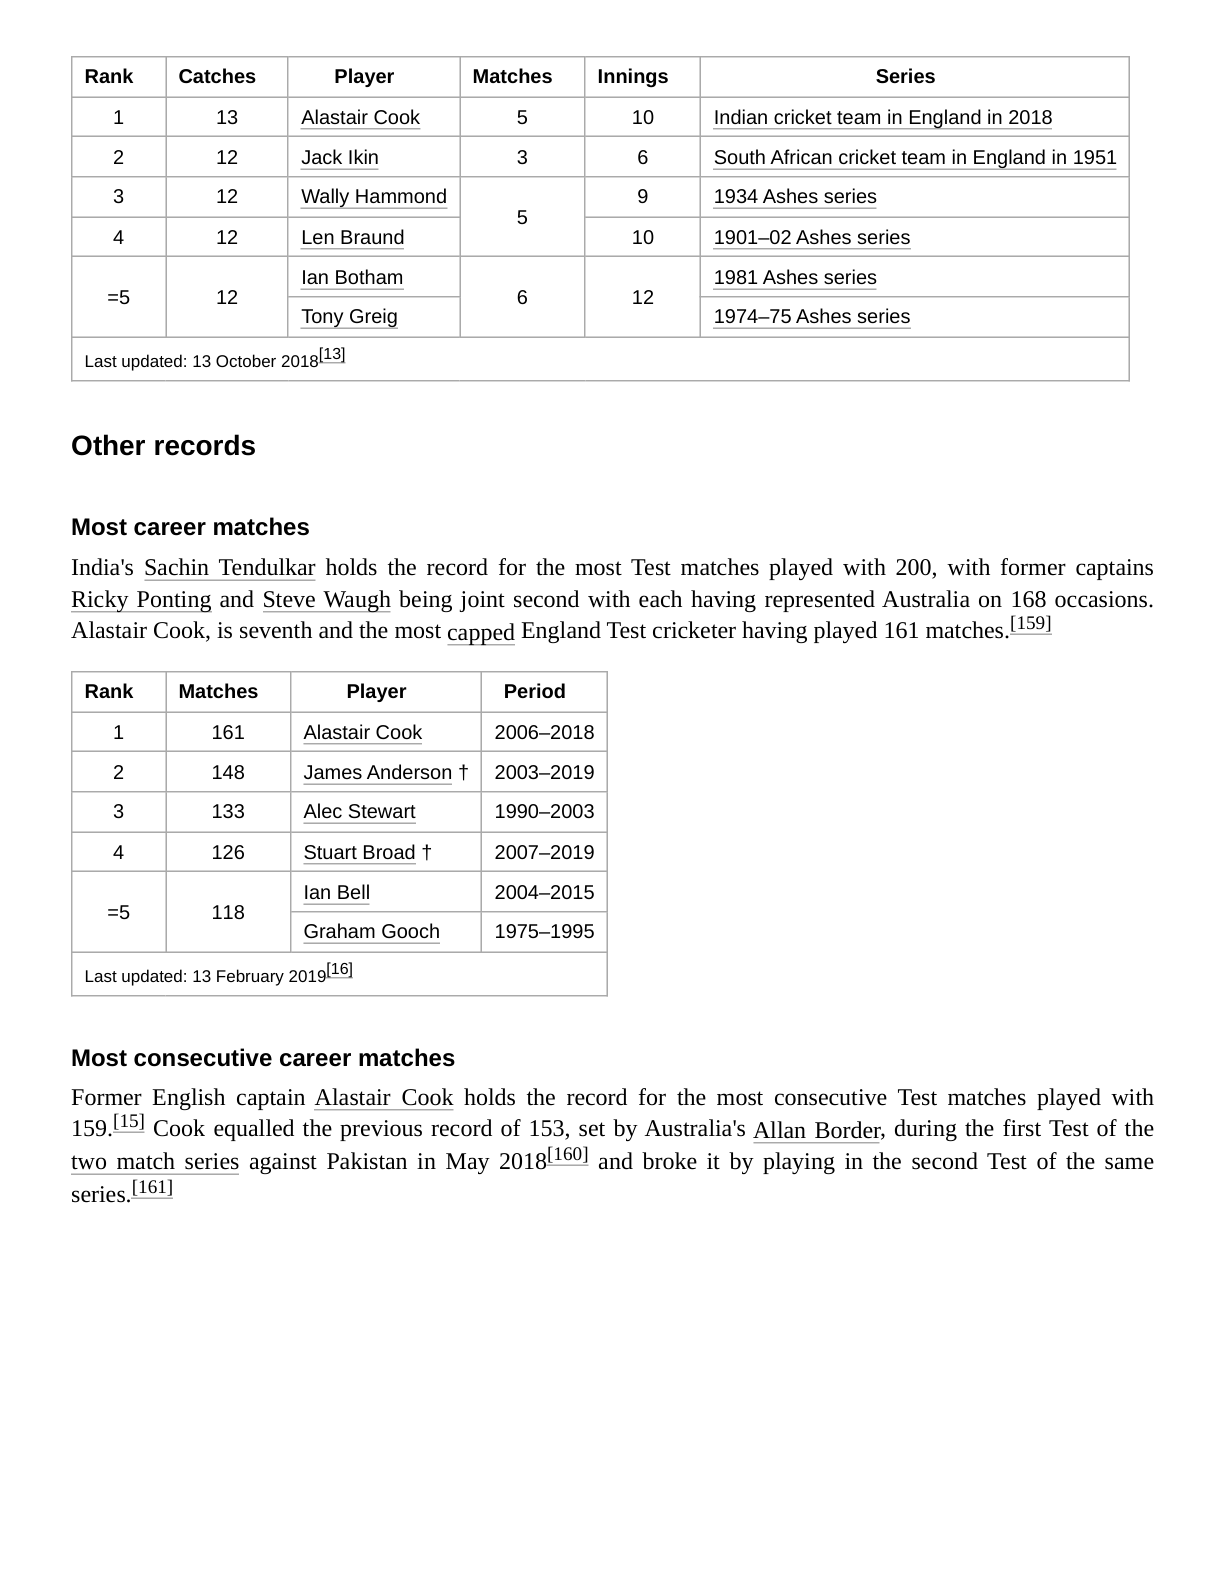 Rank Catches Player Matches Innings Series
1 13 Alastair Cook 5 10 Indian cricket team in England in 2018
2 12 Jack Ikin 3 6 South African cricket team in England in 1951
3 12 Wally Hammond 5 9 1934 Ashes series
4 12 Len Braund 10 1901–02 Ashes series
=5 12 Ian Botham 6 12 1981 Ashes series
Tony Greig 1974–75 Ashes series
Last updated: 13 October 2018[13]
Other records
Most career matches
India's Sachin Tendulkar holds the record for the most Test matches played with 200, with former captains
Ricky Ponting and Steve Waugh being joint second with each having represented Australia on 168 occasions.
Alastair Cook, is seventh and the most capped England Test cricketer having played 161 matches.[159]
Rank Matches Player Period
1 161 Alastair Cook 2006–2018
2 148 James Anderson † 2003–2019
3 133 Alec Stewart 1990–2003
4 126 Stuart Broad † 2007–2019
=5 118 Ian Bell 2004–2015
Graham Gooch 1975–1995
Last updated: 13 February 2019[16]
Most consecutive career matches
Former English captain Alastair Cook holds the record for the most consecutive Test matches played with
159.[15] Cook equalled the previous record of 153, set by Australia's Allan Border, during the first Test of the
two match series against Pakistan in May 2018[160] and broke it by playing in the second Test of the same
series.[161]